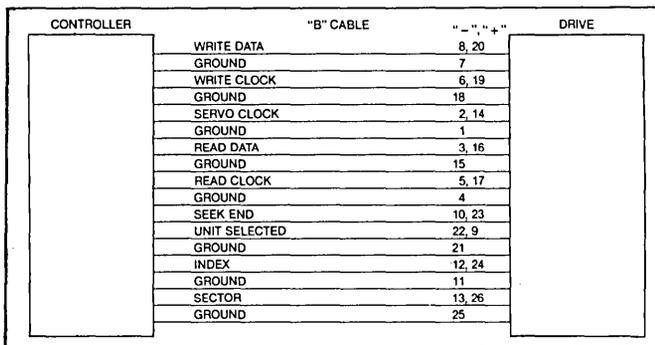 CONTROLLER "B" CABLE "–", "+" DRIVE
WRITE DATA 8, 20
GROUND 7
WRITE CLOCK 6, 19
GROUND 18
SERVO CLOCK 2, 14
GROUND 1
READ DATA 3, 16
GROUND 15
READ CLOCK 5, 17
GROUND 4
SEEK END 10, 23
UNIT SELECTED 22, 9
GROUND 21
INDEX 12, 24
GROUND 11
SECTOR 13, 26
GROUND 25